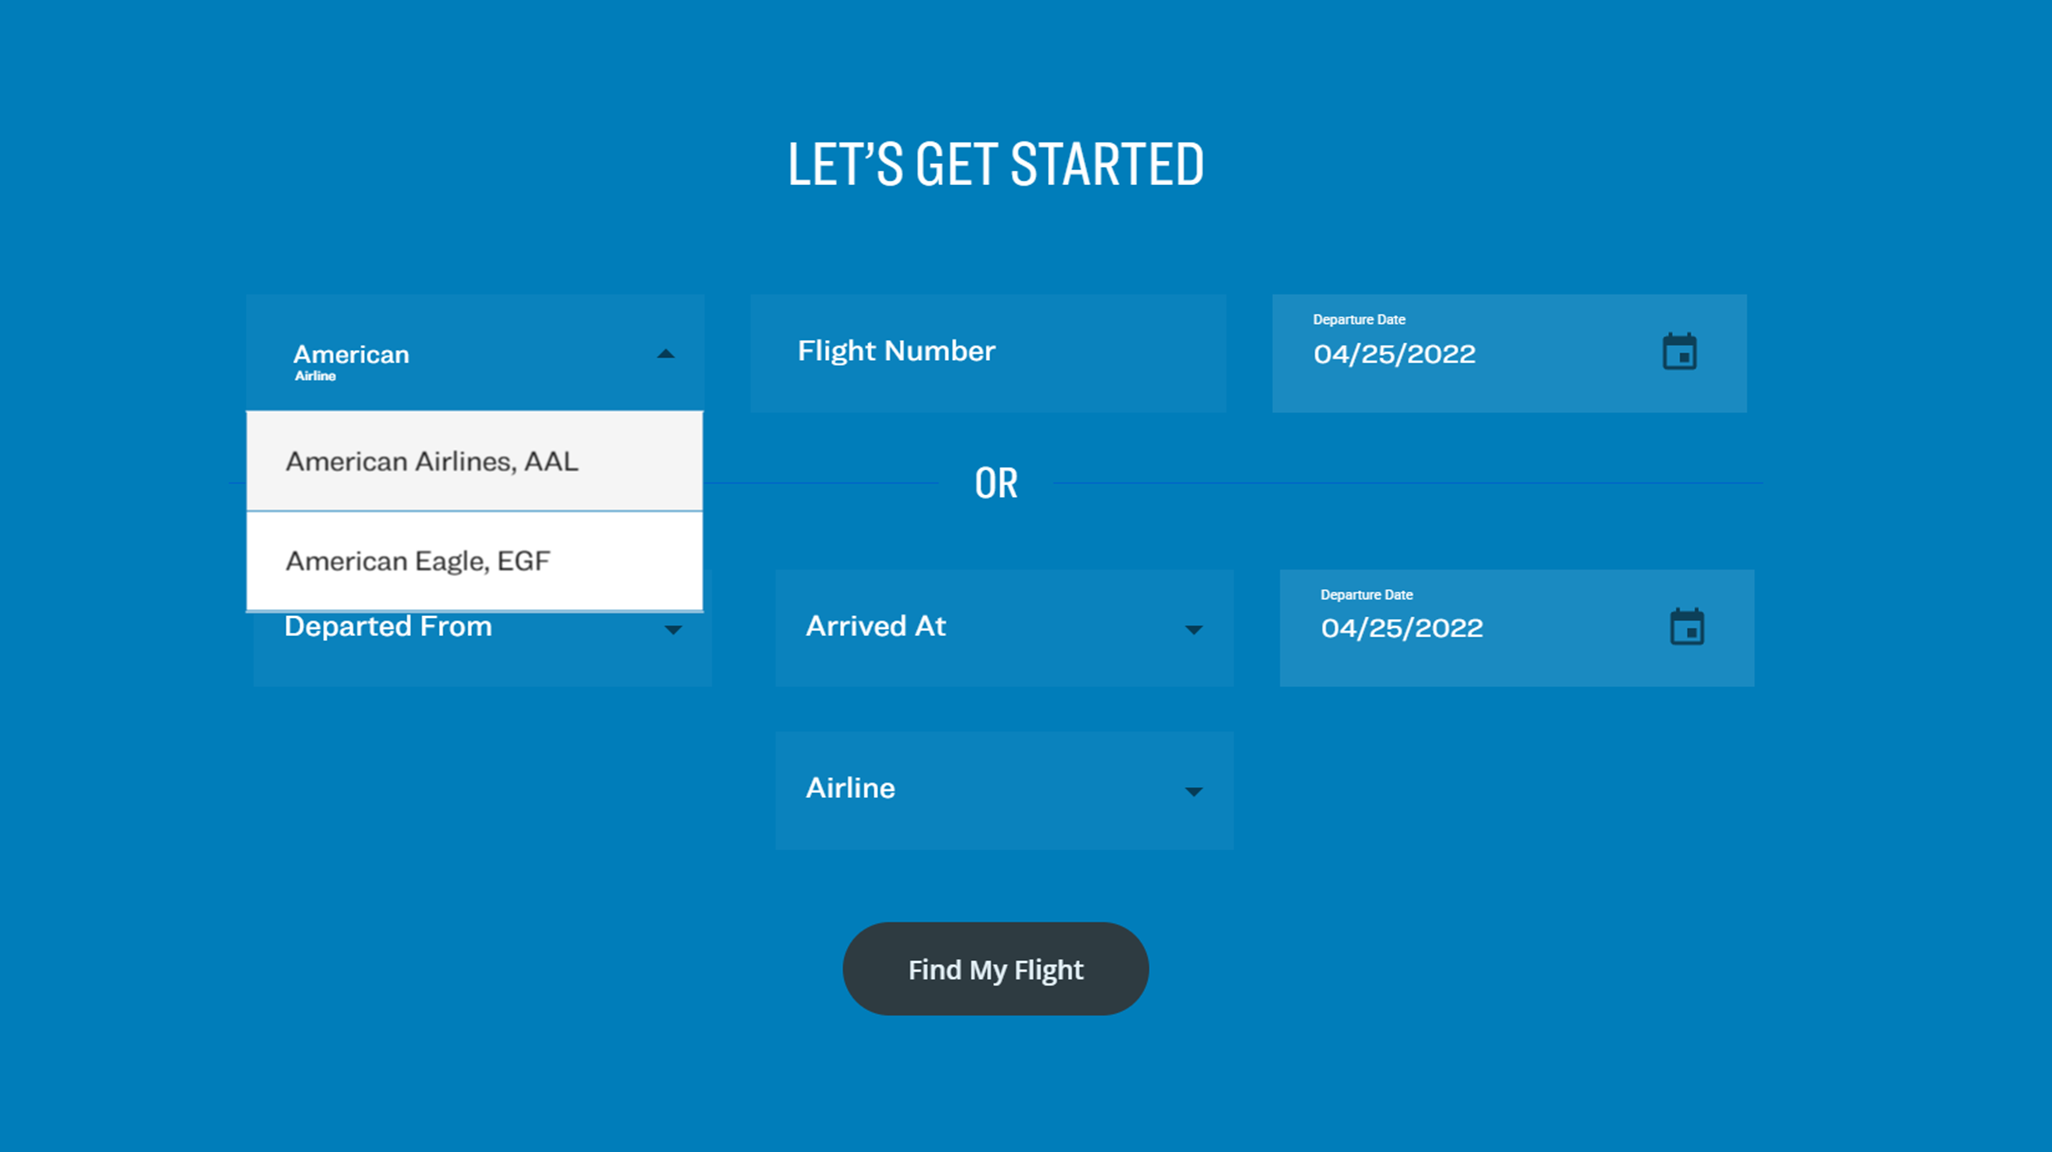 LET'S GET STARTED
American
Airline
Flight Number
Departure Date
04/25/2022
American Airlines, AAL
American Eagle, EGF
OR
Departed From
Arrived At
Departure Date
04/25/2022
Airline
Find My Flight